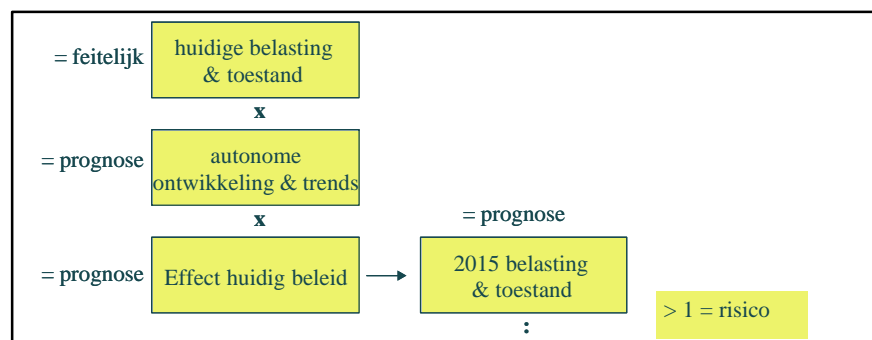 = feitelijk
huidige belasting
& toestand
x
= prognose
autonome
ontwikkeling & trends
x
= prognose
= prognose
Effect huidig beleid
2015 belasting
& toestand
:
> 1 = risico